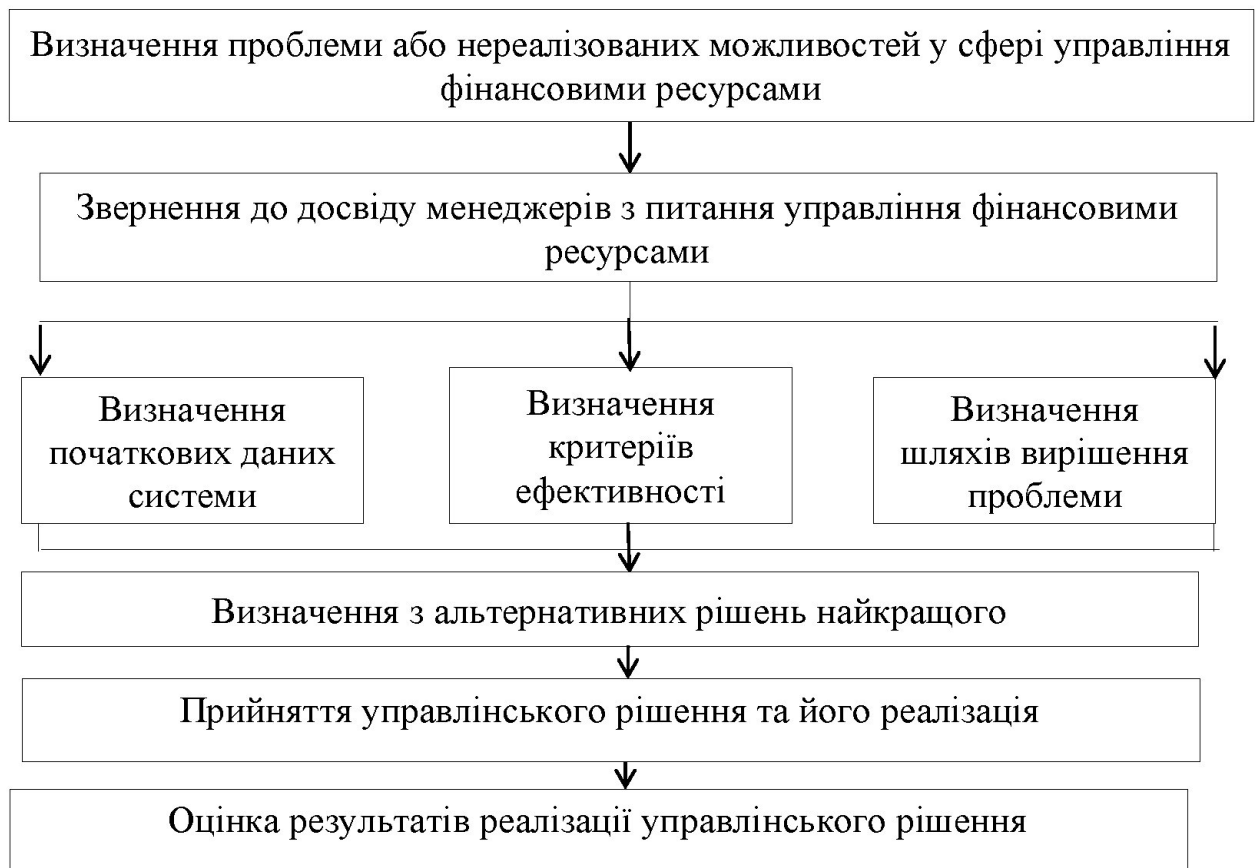 Визначення проблеми або нереалізованих можливостей у сфері управління
фінансовими ресурсами
Звернення до досвіду менеджерів з питання управління фінансовими
ресурсами
Визначення
початкових даних
системи
Визначення
критеріїв
ефективності
Визначення
шляхів вирішення
проблеми
Визначення з альтернативних рішень найкращого
Прийняття управлінського рішення та його реалізація
Оцінка результатів реалізації управлінського рішення